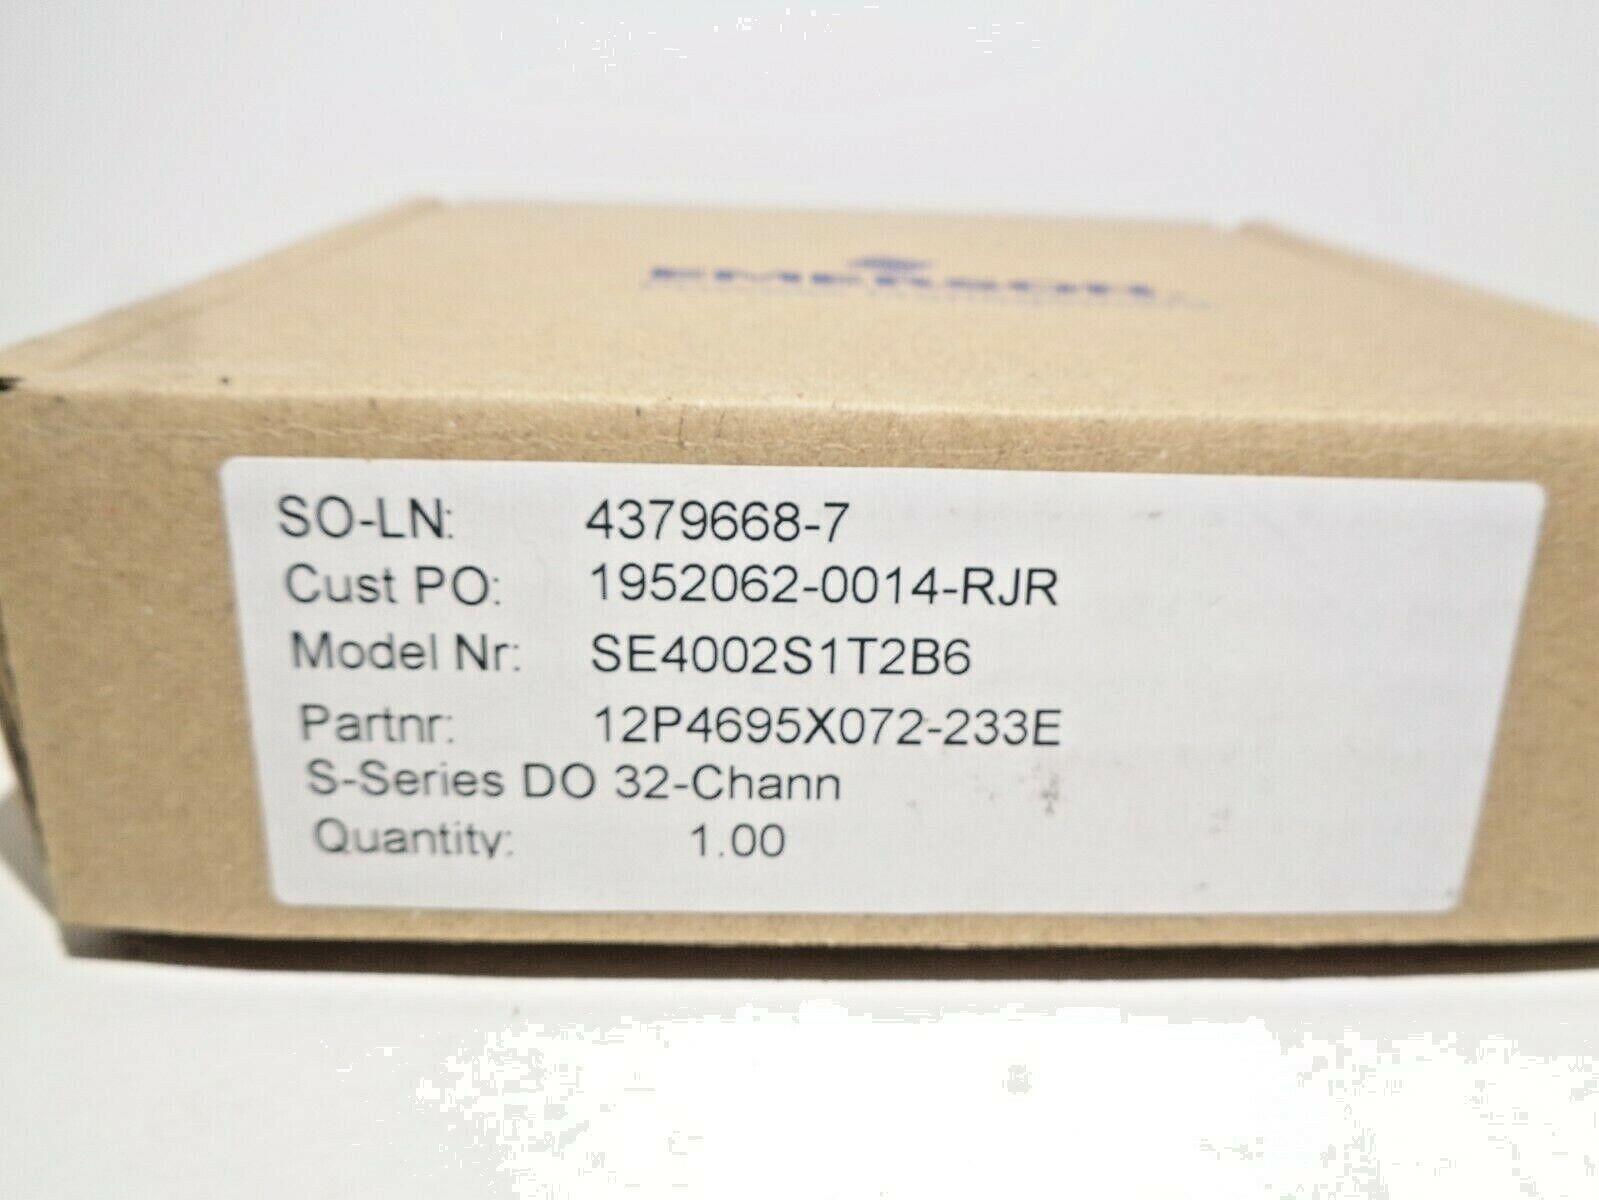 EMERSON
SO-LN: 4379668-7
Cust PO: 1952062-0014-RJR
Model Nr: SE4002S1T2B6
Partnr: 12P4695X072-233E
S-Series DO 32-Chann
Quantity: 1.00